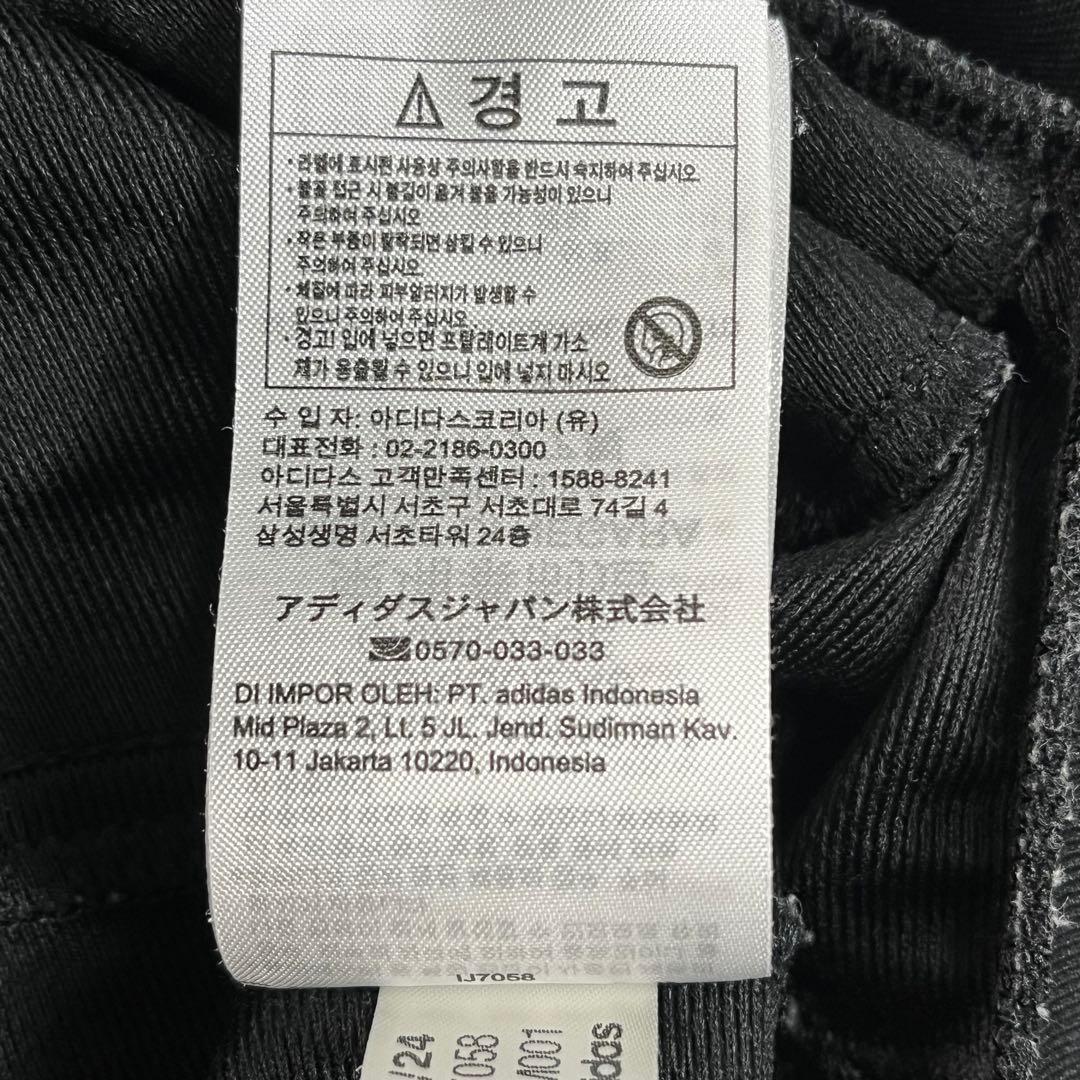 경 고
• 라벨에 표시된 사용상 주의사항을 반드시 숙지하여 주십시오
• 불꽃 접근 시 불길이 옮겨 붙을 가능성이 있으니
주의하여 주십시오
• 작은 부품이 탈착되면 삼킬 수 있으니
주의하여 주십시오
• 체질에 따라 피부알러지가 발생할 수
있으니 주의하여 주십시오
• 경고! 입에 넣으면 프탈레이트계 가소
제가 용출될 수 있으니 입에 넣지 마시오
수 입 자: 아디다스코리아 (유)
대표전화 : 02-2186-0300
아디다스 고객만족센터 : 1588-8241
서울특별시 서초구 서초대로 74길 4
삼성생명 서초타워 24층
アディダスジャパン株式会社
0570-033-033
DI IMPOR OLEH: PT. adidas Indonesia
Mid Plaza 2, Lt. 5 JL. Jend. Sudirman Kav.
10-11 Jakarta 10220, Indonesia
IJ7058
/24
058
001
das